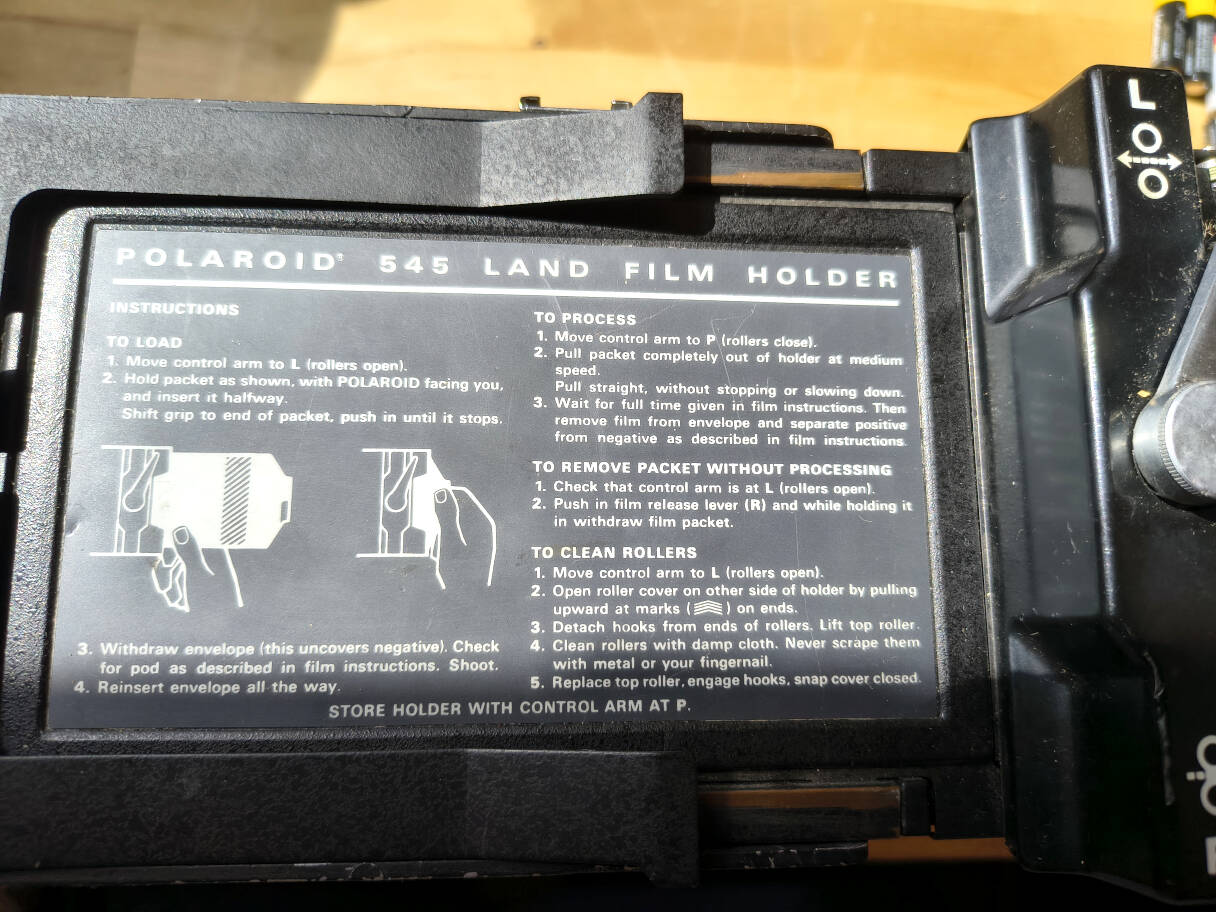 POLAROID® 545 LAND FILM HOLDER
INSTRUCTIONS
TO LOAD
1. Move control arm to L (rollers open).
2. Hold packet as shown, with POLAROID facing you,
and insert it halfway.
Shift grip to end of packet, push in until it stops.
3. Withdraw envelope (this uncovers negative). Check
for pod as described in film instructions. Shoot.
4. Reinsert envelope all the way.
TO PROCESS
1. Move control arm to P (rollers close).
2. Pull packet completely out of holder at medium
speed.
Pull straight, without stopping or slowing down.
3. Wait for full time given in film instructions. Then
remove film from envelope and separate positive
from negative as described in film instructions.
TO REMOVE PACKET WITHOUT PROCESSING
1. Check that control arm is at L (rollers open).
2. Push in film release lever (R) and while holding it
in withdraw film packet.
TO CLEAN ROLLERS
1. Move control arm to L (rollers open).
2. Open roller cover on other side of holder by pulling
upward at marks ( ) on ends.
3. Detach hooks from ends of rollers. Lift top roller.
4. Clean rollers with damp cloth. Never scrape them
with metal or your fingernail.
5. Replace top roller, engage hooks, snap cover closed.
STORE HOLDER WITH CONTROL ARM AT P.
L